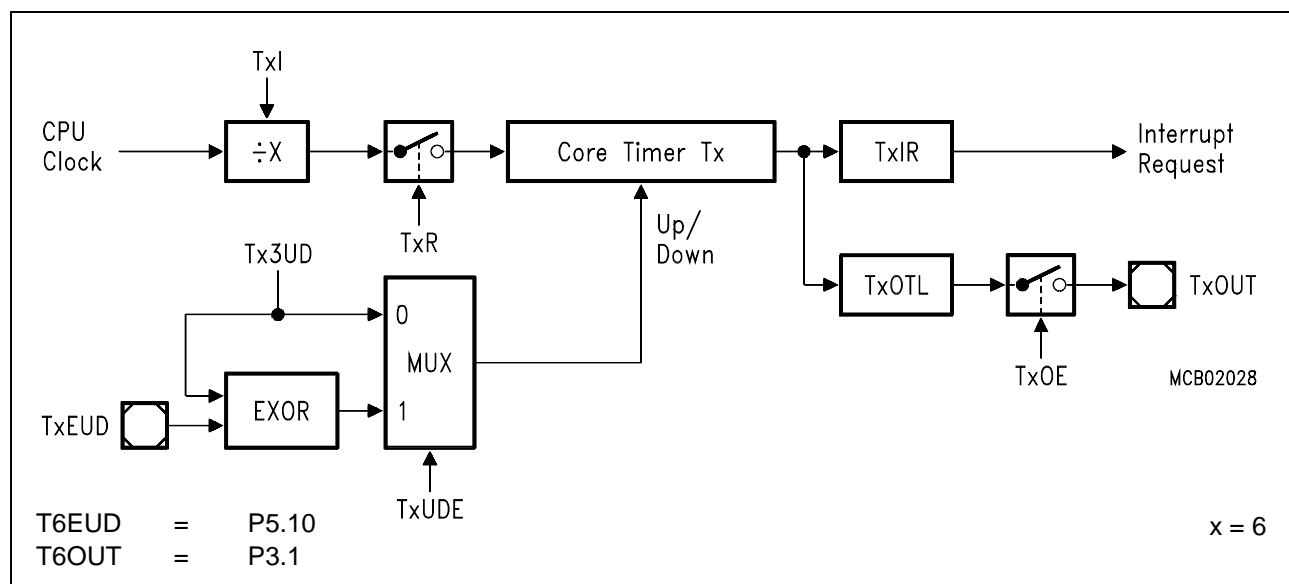 TxI
CPU
Clock
÷X
Core Timer Tx
TxIR
Interrupt
Request
TxR
Up/
Down
Tx3UD
0
MUX
1
TxOTL
TxOUT
TxOE
MCB02028
TxEUD
EXOR
TxUDE
T6EUD = P5.10
x = 6
T6OUT = P3.1